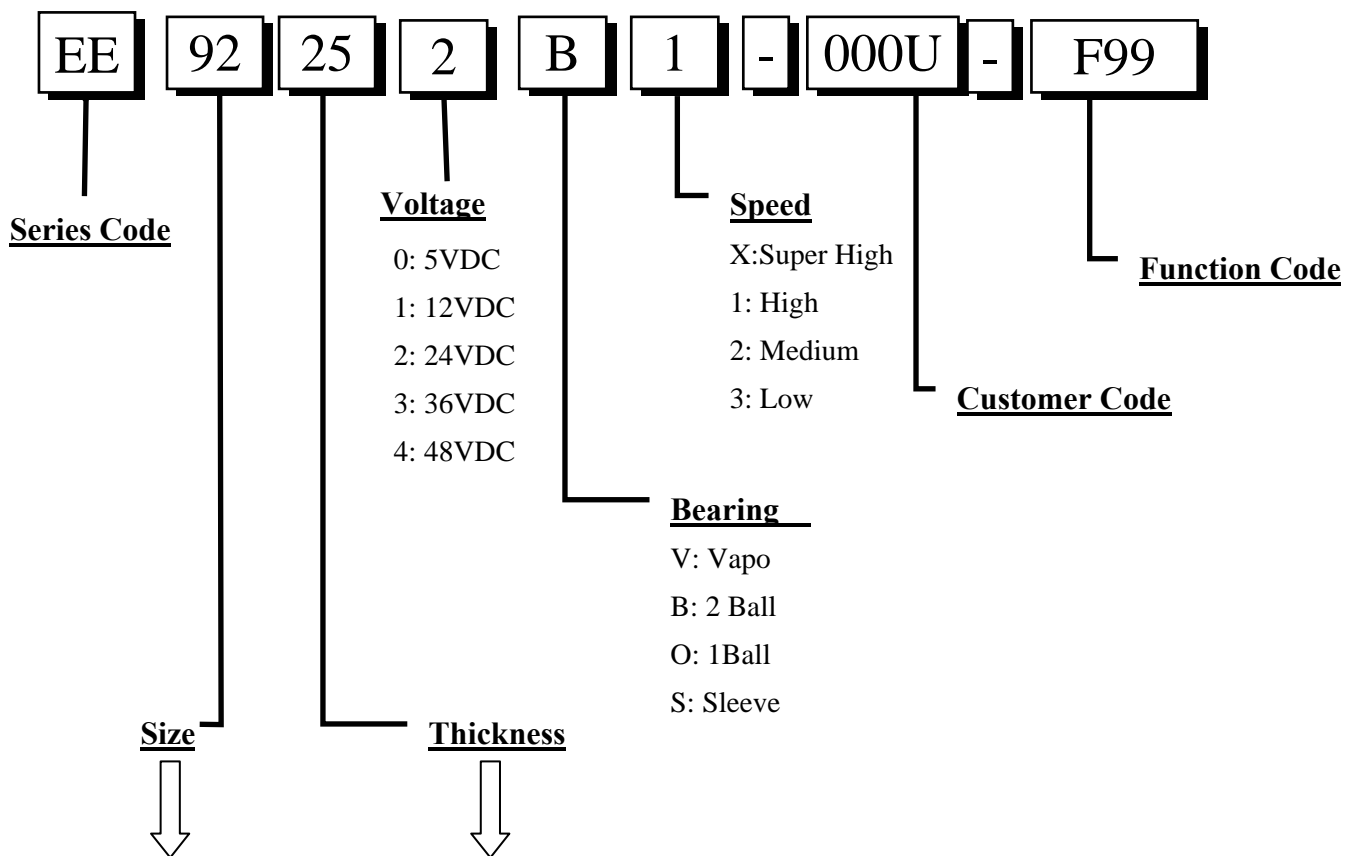 EE 92 25 2 B 1 - 000U - F99
Series Code
Voltage
0: 5VDC
1: 12VDC
2: 24VDC
3: 36VDC
4: 48VDC
Speed
X:Super High
1: High
2: Medium
3: Low
Function Code
Customer Code
Bearing
V: Vapo
B: 2 Ball
O: 1Ball
S: Sleeve
Size
Thickness